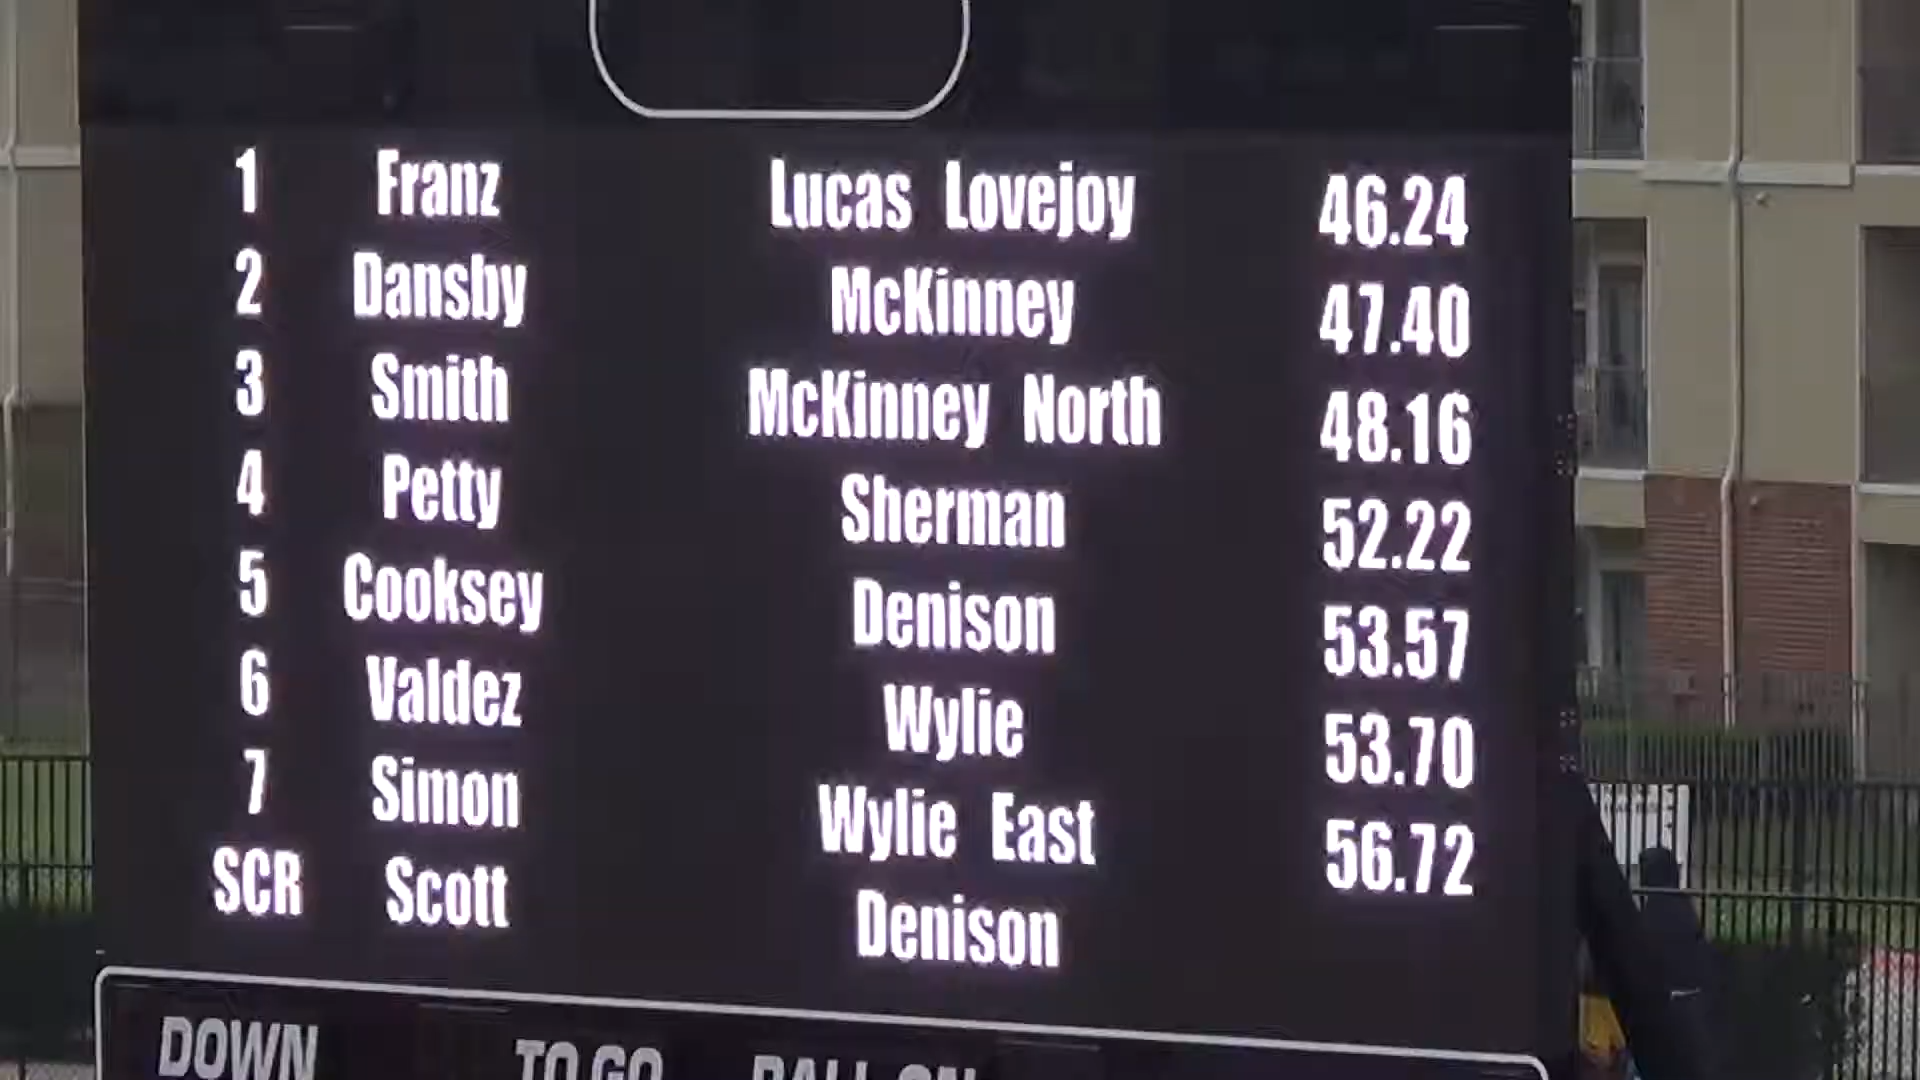 1 Franz Lucas Lovejoy 46.24
2 Dansby McKinney 47.40
3 Smith McKinney North 48.16
4 Petty Sherman 52.22
5 Cooksey Denison 53.57
6 Valdez Wylie 53.70
7 Simon Wylie East 56.72
SCR Scott Denison
DOWN TO GO BALL ON